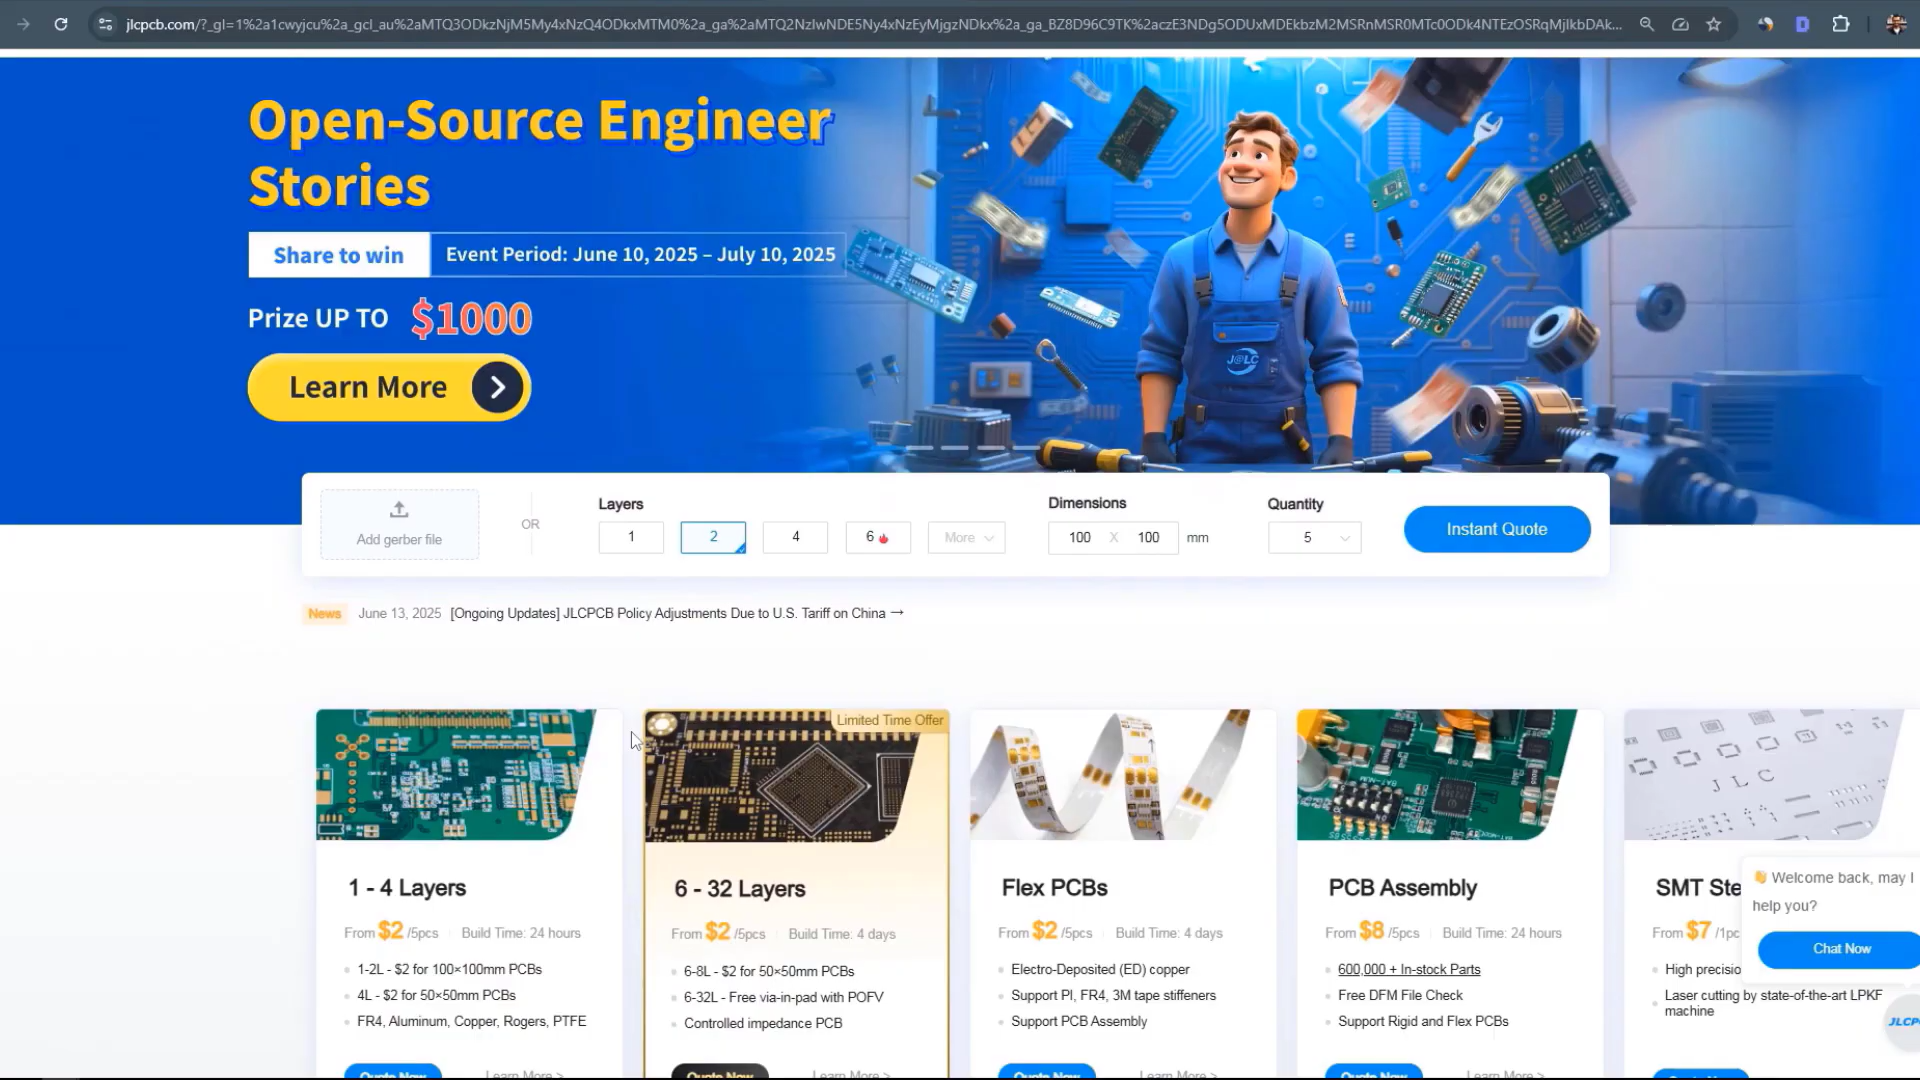 jlcpcb.com/?_gl=1%2a1cwyjcu%2a_gcl_au%2aMTQ3ODkzNjM5My4xNzQ4ODkxMTM0%2a_ga%2aMTQ2NzIwNDE5Ny4xNzEyMjgzNDkx%2a_ga_BZ8D96C9TK%2aczE3NDg5ODUxMDEkbzM2MSRnMSR0MTc0ODk4NTEzOSRqMjIkbDAk...
Open-Source Engineer
Stories
Share to win
Event Period: June 10, 2025 – July 10, 2025
Prize UP TO $1000
Learn More
J@LC
Add gerber file
OR
Layers
1
2
4
6
More
Dimensions
100 X 100 mm
Quantity
5
Instant Quote
News June 13, 2025 [Ongoing Updates] JLCPCB Policy Adjustments Due to U.S. Tariff on China →
1 - 4 Layers
From $2 /5pcs Build Time: 24 hours
1-2L - $2 for 100×100mm PCBs
4L - $2 for 50×50mm PCBs
FR4, Aluminum, Copper, Rogers, PTFE
Quote Now
Learn More >
Limited Time Offer
6 - 32 Layers
From $2 /5pcs Build Time: 4 days
6-8L - $2 for 50×50mm PCBs
6-32L - Free via-in-pad with POFV
Controlled impedance PCB
Quote Now
Learn More >
Flex PCBs
From $2 /5pcs Build Time: 4 days
Electro-Deposited (ED) copper
Support PI, FR4, 3M tape stiffeners
Support PCB Assembly
Quote Now
Learn More >
PCB Assembly
From $8 /5pcs Build Time: 24 hours
600,000 + In-stock Parts
Free DFM File Check
Support Rigid and Flex PCBs
Quote Now
Learn More >
J L C
SMT Ste
From $7 /1pc
High precisio
Laser cutting by state-of-the-art LPKF
machine
👋 Welcome back, may I
help you?
Chat Now
JLCP